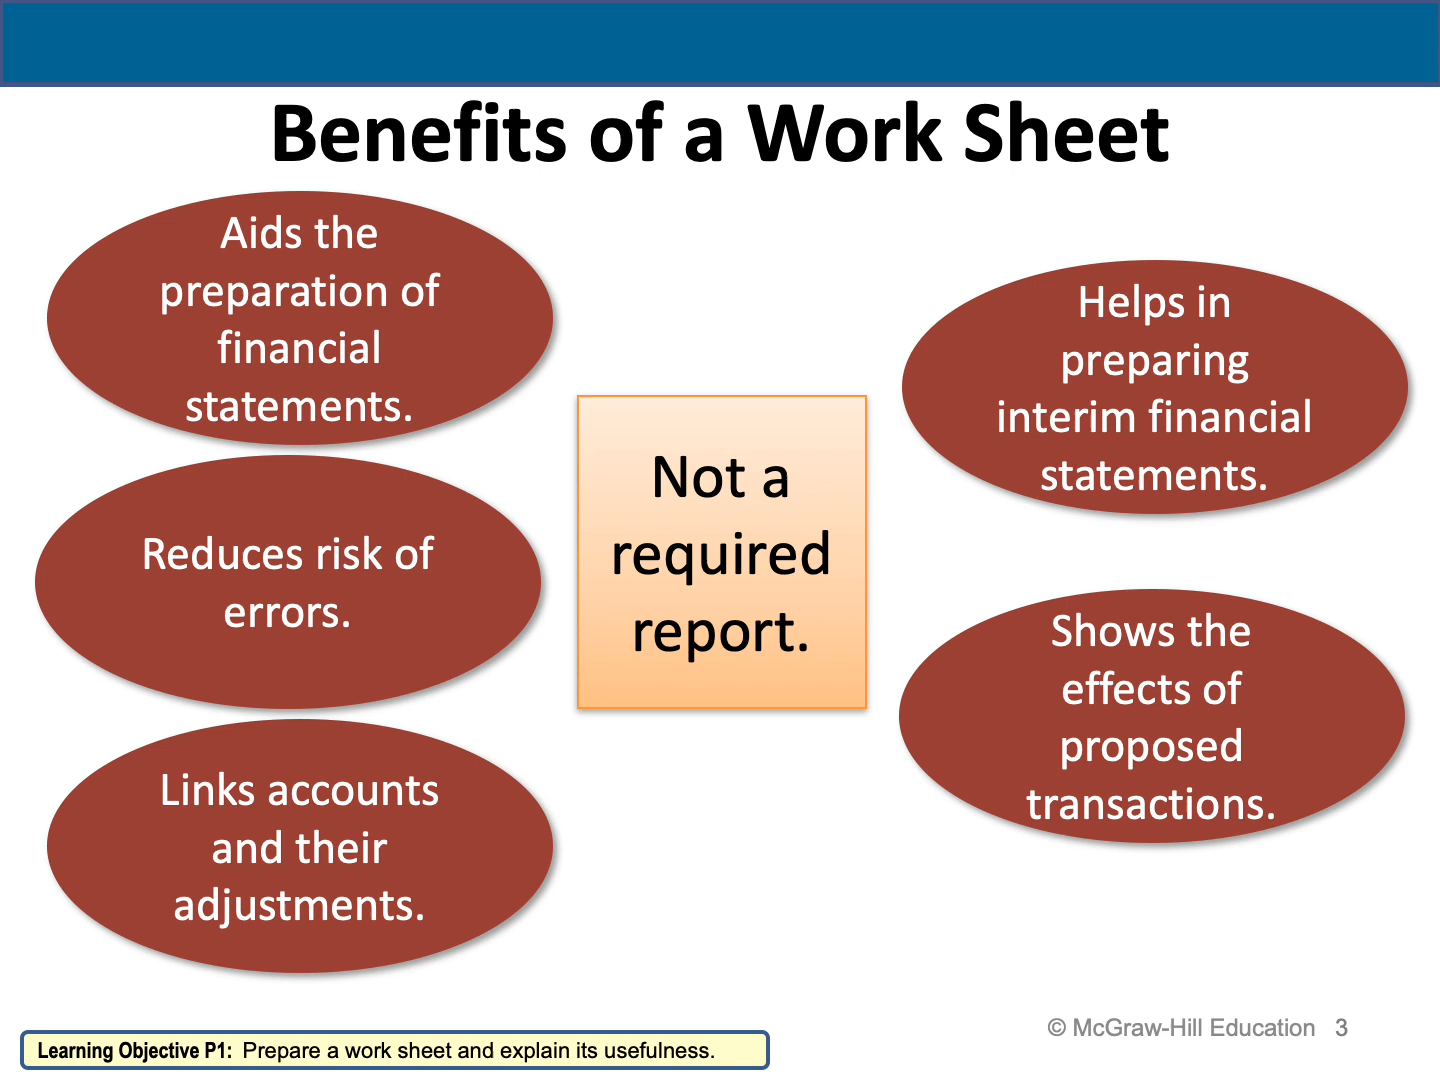 Benefits of a Work Sheet
Aids the
preparation of
financial
statements.
Reduces risk of
errors.
Links accounts
and their
adjustments.
Not a
required
report.
Helps in
preparing
interim financial
statements.
Shows the
effects of
proposed
transactions.
Learning Objective P1: Prepare a work sheet and explain its usefulness.
© McGraw-Hill Education 3